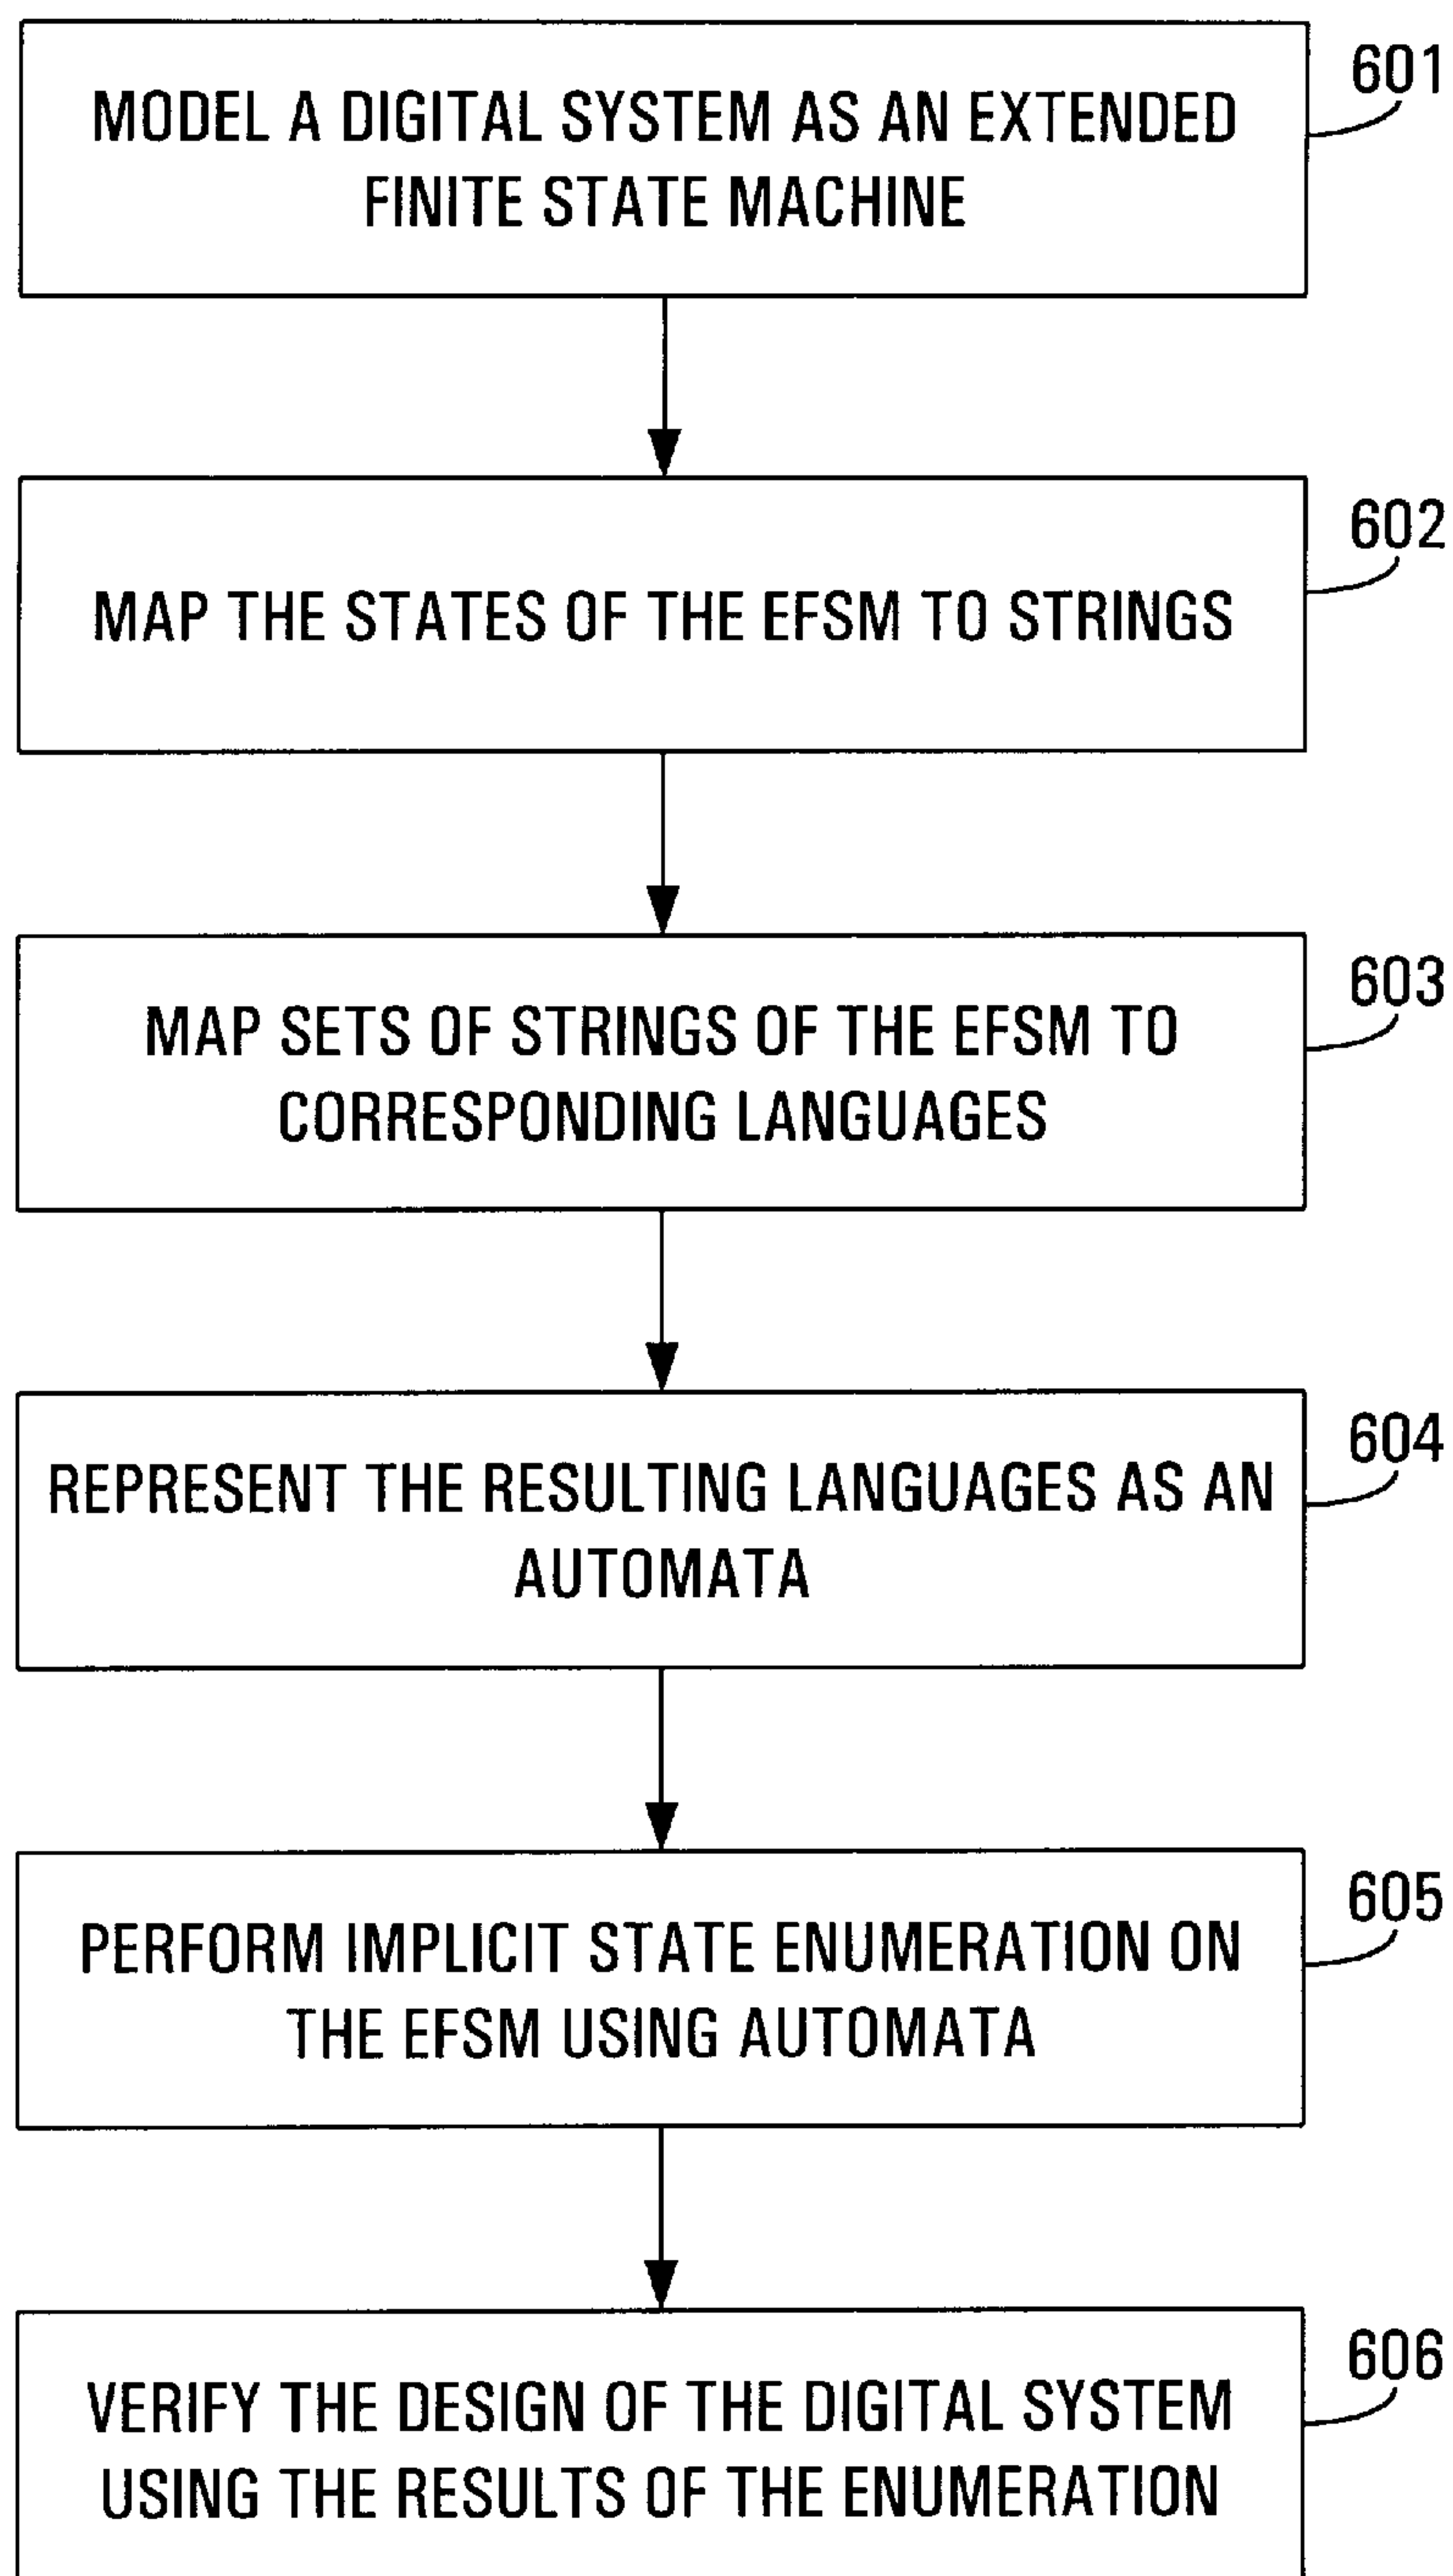 601
MODEL A DIGITAL SYSTEM AS AN EXTENDED
FINITE STATE MACHINE
602
MAP THE STATES OF THE EFSM TO STRINGS
603
MAP SETS OF STRINGS OF THE EFSM TO
CORRESPONDING LANGUAGES
604
REPRESENT THE RESULTING LANGUAGES AS AN
AUTOMATA
605
PERFORM IMPLICIT STATE ENUMERATION ON
THE EFSM USING AUTOMATA
606
VERIFY THE DESIGN OF THE DIGITAL SYSTEM
USING THE RESULTS OF THE ENUMERATION